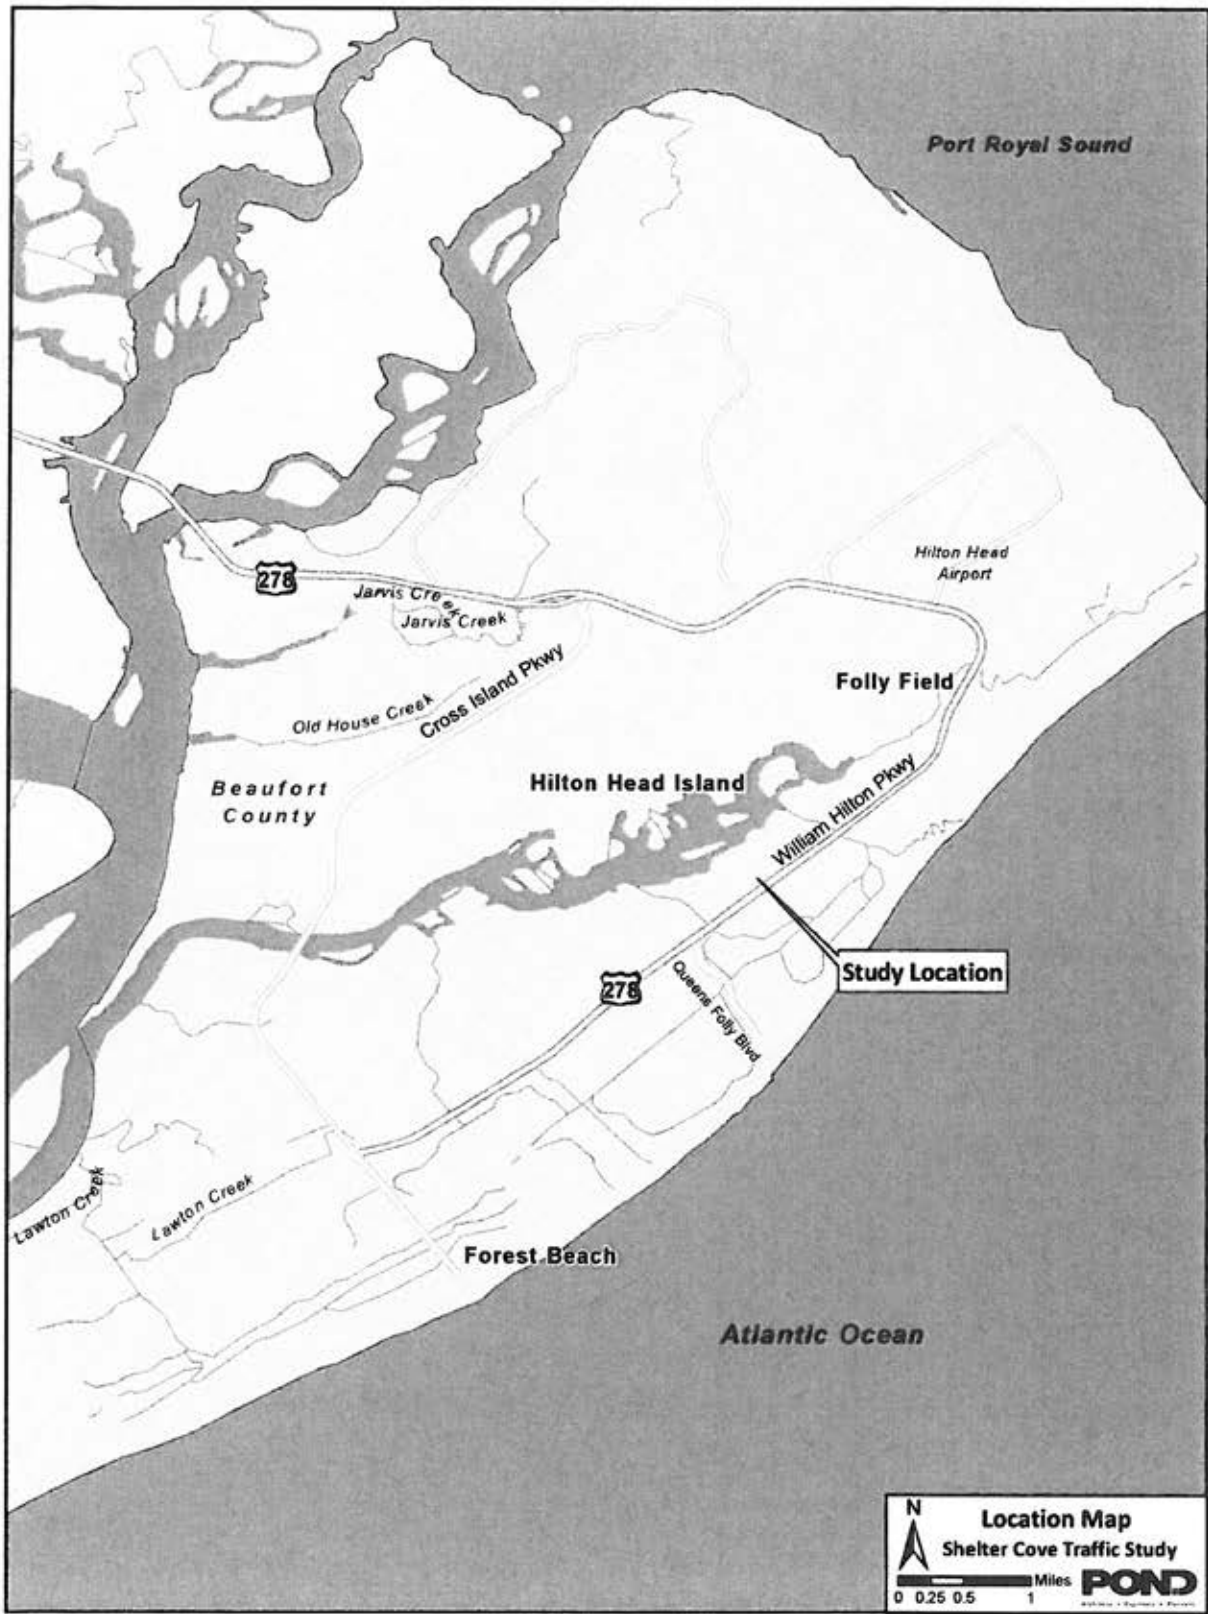 Port Royal Sound
Hilton Head
Airport
278
Jarvis Creek
Jarvis Creek
Cross Island Pkwy
Folly Field
Old House Creek
Hilton Head Island
Beaufort
County
William Hilton Pkwy
Study Location
278
Queens Folly Blvd
Lawton Creek
Lawton Creek
Forest Beach
Atlantic Ocean
N
Location Map
Shelter Cove Traffic Study
Miles
0 0.25 0.5 1
POND